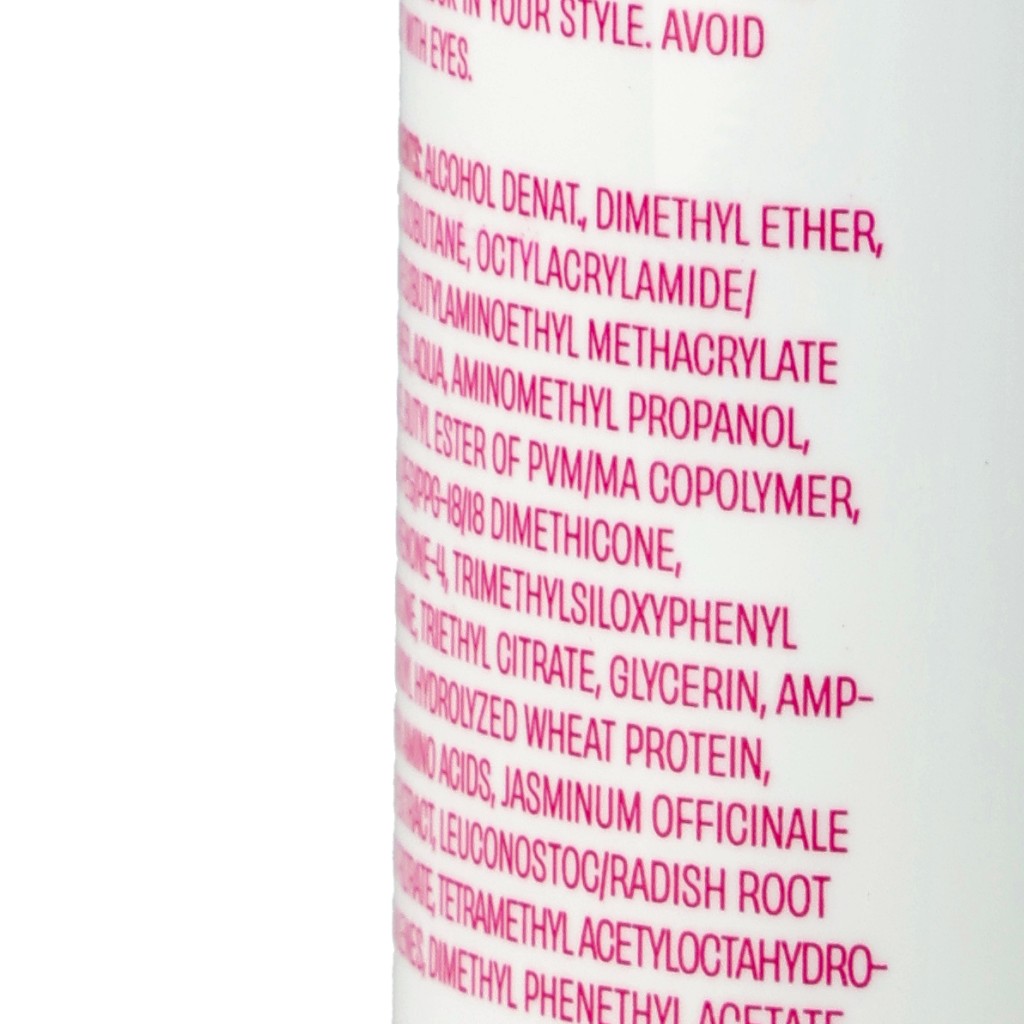 IN YOUR STYLE. AVOID
WITH EYES.
ALCOHOL DENAT., DIMETHYL ETHER,
OCTYLACRYLAMIDE/
METHACRYLATE
AQUA, AMINOMETHYL PROPANOL,
ESTER OF PVM/MA COPOLYMER,
DIMETHICONE,
TRIMETHYLSILOXYPHENYL
TRIETHYL CITRATE, GLYCERIN, AMP-
HYDROLYZED WHEAT PROTEIN,
AMINO ACIDS, JASMINUM OFFICINALE
LEUCONOSTOC/RADISH ROOT
TETRAMETHYL ACETYLOCTAHYDRO-
DIMETHYL PHENETHYL ACETATE